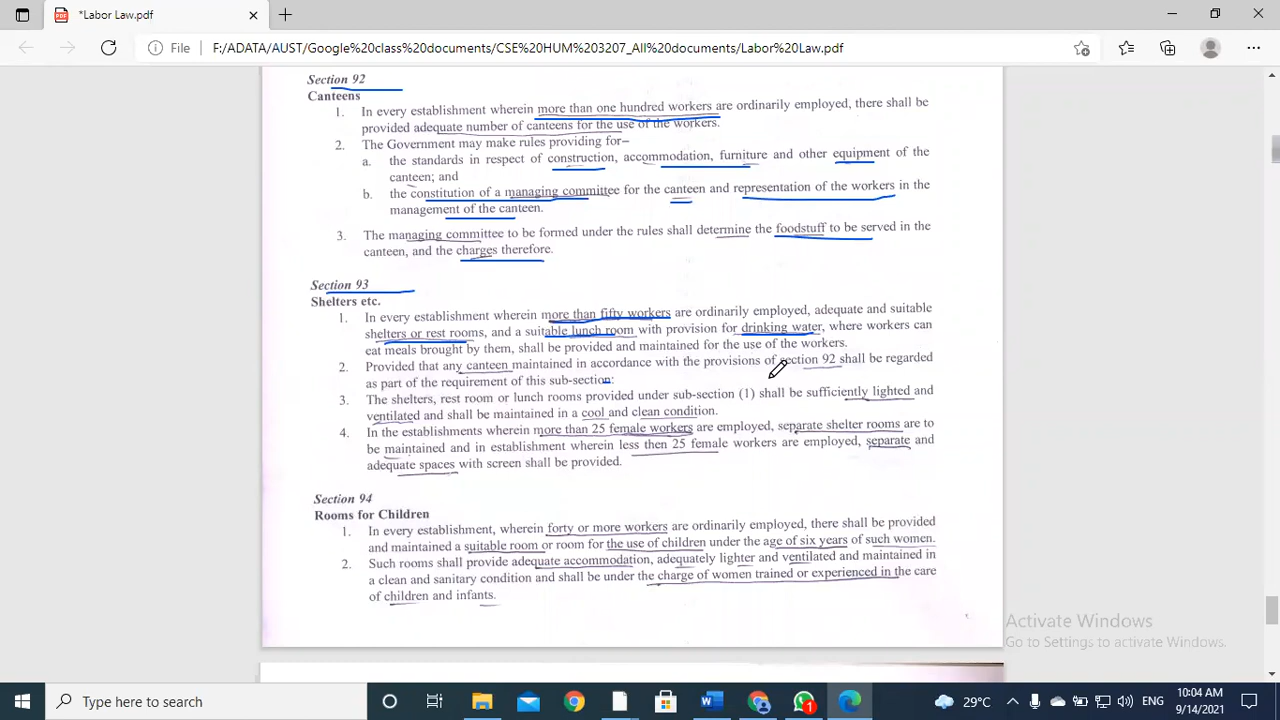 *Labor Law.pdf
File
F:/ADATA/AUST/Google%20class%20documents/CSE%20HUM%203207_All%20documents/Labor%20Law.pdf
Section 92
Canteens
1. In every establishment wherein more than one hundred workers are ordinarily employed, there shall be
provided adequate number of canteens for the use of the workers.
2. The Government may make rules providing for–
a. the standards in respect of construction, accommodation, furniture and other equipment of the
canteen; and
b. the constitution of a managing committee for the canteen and representation of the workers in the
management of the canteen.
3. The managing committee to be formed under the rules shall determine the foodstuff to be served in the
canteen, and the charges therefore.
Section 93
Shelters etc.
1. In every establishment wherein more than fifty workers are ordinarily employed, adequate and suitable
shelters or rest rooms, and a suitable lunch room with provision for drinking water, where workers can
eat meals brought by them, shall be provided and maintained for the use of the workers.
2. Provided that any canteen maintained in accordance with the provisions of section 92 shall be regarded
as part of the requirement of this sub-section:
3. The shelters, rest room or lunch rooms provided under sub-section (1) shall be sufficiently lighted and
ventilated and shall be maintained in a cool and clean condition.
4. In the establishments wherein more than 25 female workers are employed, separate shelter rooms are to
be maintained and in establishment wherein less then 25 female workers are employed, separate and
adequate spaces with screen shall be provided.
Section 94
Rooms for Children
1. In every establishment, wherein forty or more workers are ordinarily employed, there shall be provided
and maintained a suitable room or room for the use of children under the age of six years of such women.
2. Such rooms shall provide adequate accommodation, adequately lighter and ventilated and maintained in
a clean and sanitary condition and shall be under the charge of women trained or experienced in the care
of children and infants.
Activate Windows
Go to Settings to activate Windows.
Type here to search
1
29°C
ENG
10:04 AM
9/14/2021